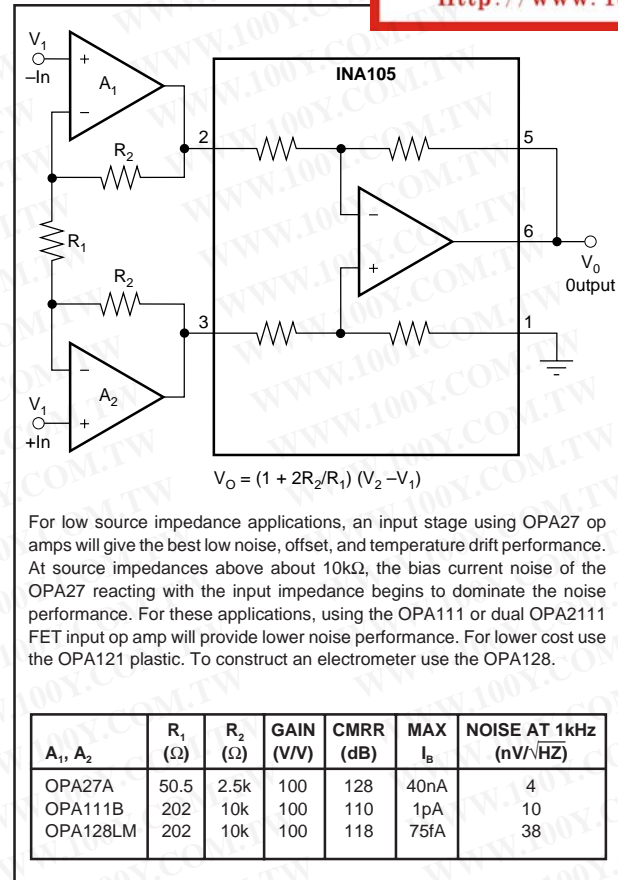 Http://www.10
V1
–In
+
A1
–
R2
R1
R2
–
A2
V1
+
+In
INA105
2
5
–
6
+
V0
0utput
3
1
VO = (1 + 2R2/R1) (V2 –V1)
For low source impedance applications, an input stage using OPA27 op
amps will give the best low noise, offset, and temperature drift performance.
At source impedances above about 10kΩ, the bias current noise of the
OPA27 reacting with the input impedance begins to dominate the noise
performance. For these applications, using the OPA111 or dual OPA2111
FET input op amp will provide lower noise performance. For lower cost use
the OPA121 plastic. To construct an electrometer use the OPA128.
A1, A2 R1 (Ω) R2 (Ω) GAIN (V/V) CMRR (dB) MAX IB NOISE AT 1kHz (nV/√HZ)
OPA27A 50.5 2.5k 100 128 40nA 4
OPA111B 202 10k 100 110 1pA 10
OPA128LM 202 10k 100 118 75fA 38
WWW.100Y.COM.TW